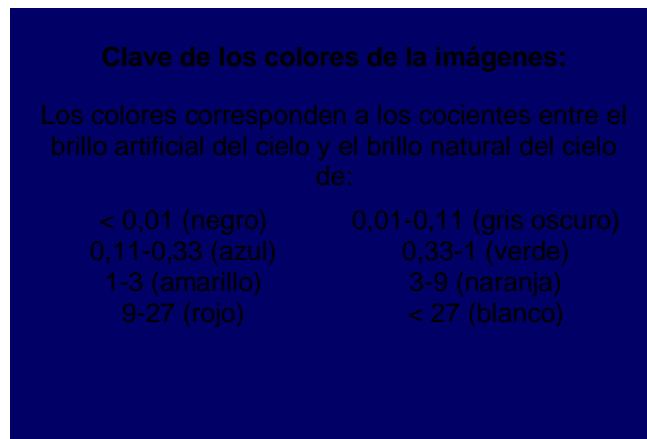 Clave de los colores de la imágenes:
Los colores corresponden a los cocientes entre el
brillo artificial del cielo y el brillo natural del cielo
de:
< 0,01 (negro) 0,01-0,11 (gris oscuro)
0,11-0,33 (azul) 0,33-1 (verde)
1-3 (amarillo) 3-9 (naranja)
9-27 (rojo) < 27 (blanco)